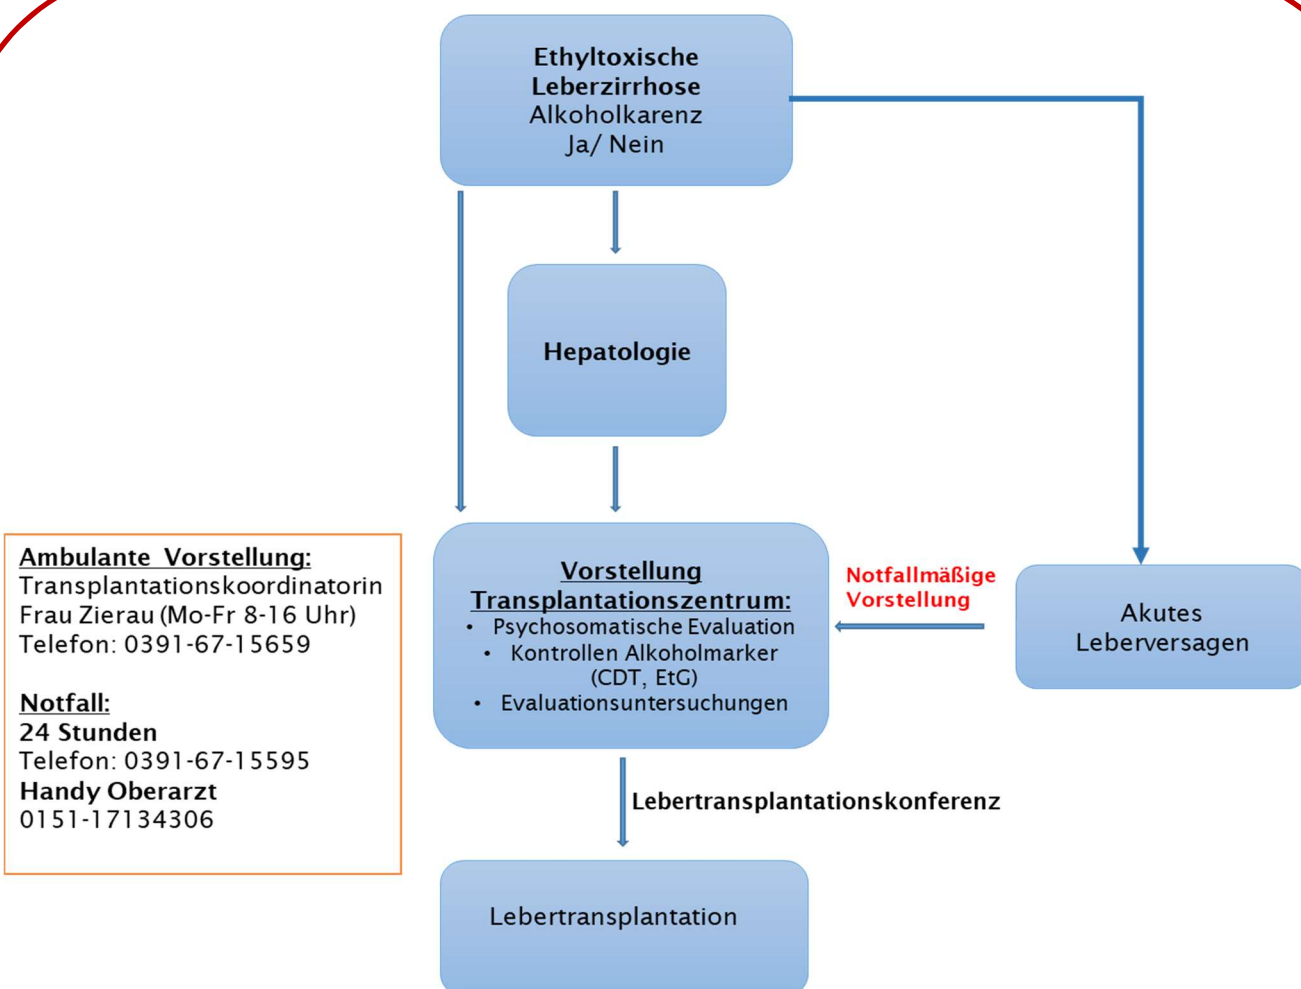 Ethyltoxische
Leberzirrhose
Alkoholkarenz
Ja/ Nein
Hepatologie
Vorstellung
Transplantationszentrum:
• Psychosomatische Evaluation
• Kontrollen Alkoholmarker
(CDT, EtG)
• Evaluationsuntersuchungen
Notfallmäßige
Vorstellung
Akutes
Leberversagen
Ambulante Vorstellung:
Transplantationskoordinatorin
Frau Zierau (Mo-Fr 8-16 Uhr)
Telefon: 0391-67-15659
Notfall:
24 Stunden
Telefon: 0391-67-15595
Handy Oberarzt
0151-17134306
Lebertransplantationskonferenz
Lebertransplantation